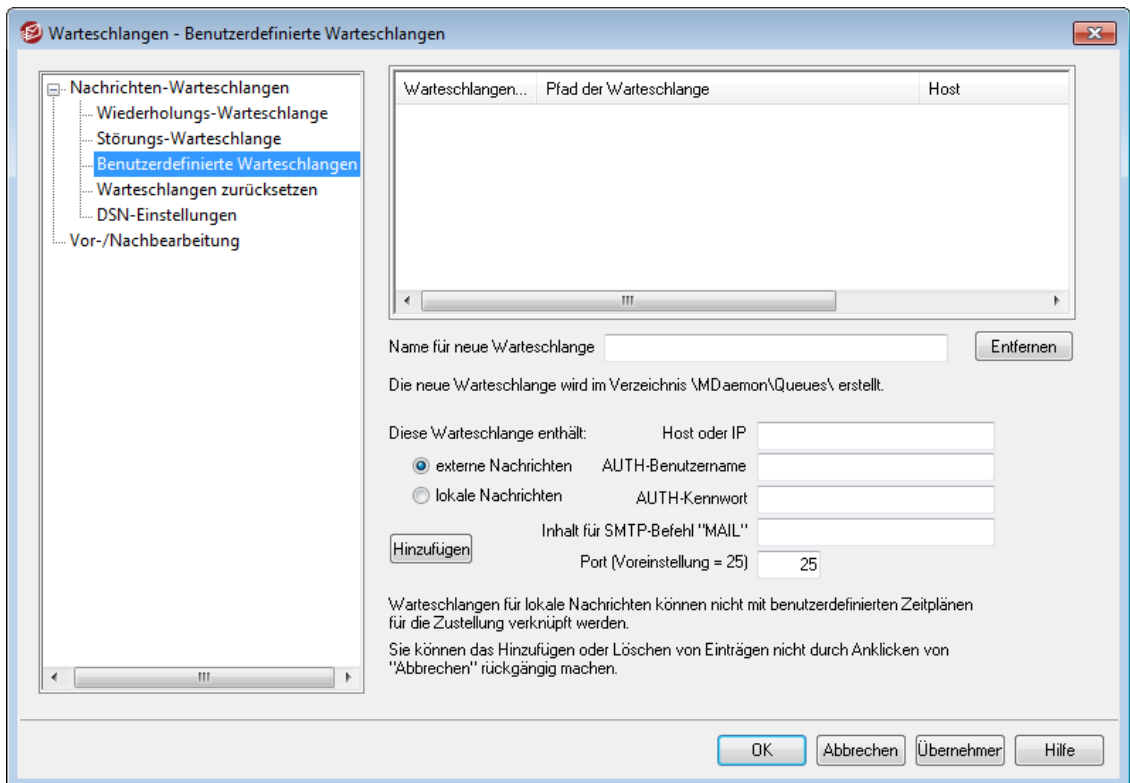 Warteschlangen - Benutzerdefinierte Warteschlangen
Nachrichten-Warteschlangen
Wiederholungs-Warteschlange
Störungs-Warteschlange
Benutzerdefinierte Warteschlangen
Warteschlangen zurücksetzen
DSN-Einstellungen
Vor-/Nachbearbeitung
Warteschlangen... Pfad der Warteschlange Host
Name für neue Warteschlange Entfernen
Die neue Warteschlange wird im Verzeichnis \MDaemon\Queues\ erstellt.
Diese Warteschlange enthält: Host oder IP
externe Nachrichten AUTH-Benutzername
lokale Nachrichten AUTH-Kennwort
Inhalt für SMTP-Befehl "MAIL"
Hinzufügen Port (Voreinstellung = 25) 25
Warteschlangen für lokale Nachrichten können nicht mit benutzerdefinierten Zeitplänen
für die Zustellung verknüpft werden.
Sie können das Hinzufügen oder Löschen von Einträgen nicht durch Anklicken von
"Abbrechen" rückgängig machen.
OK Abbrechen Übernehmer Hilfe